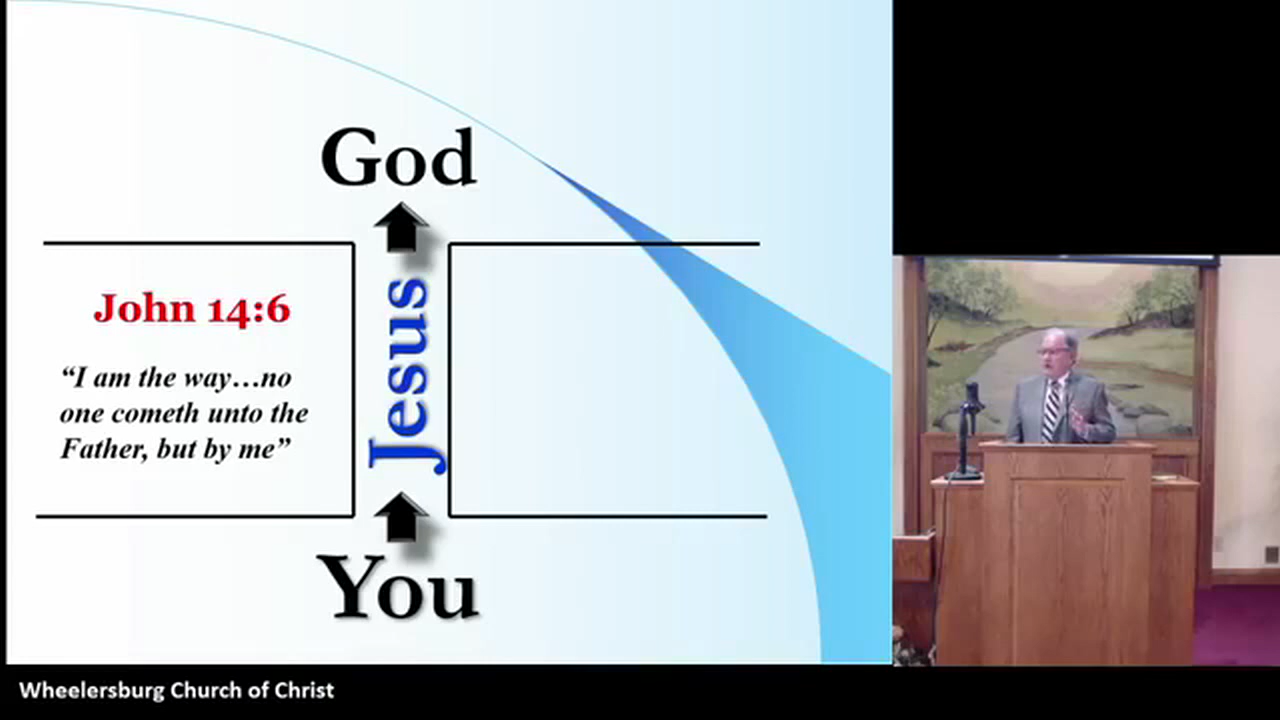 God
John 14:6
“I am the way…no
one cometh unto the
Father, but by me”
Jesus
You
Wheelersburg Church of Christ